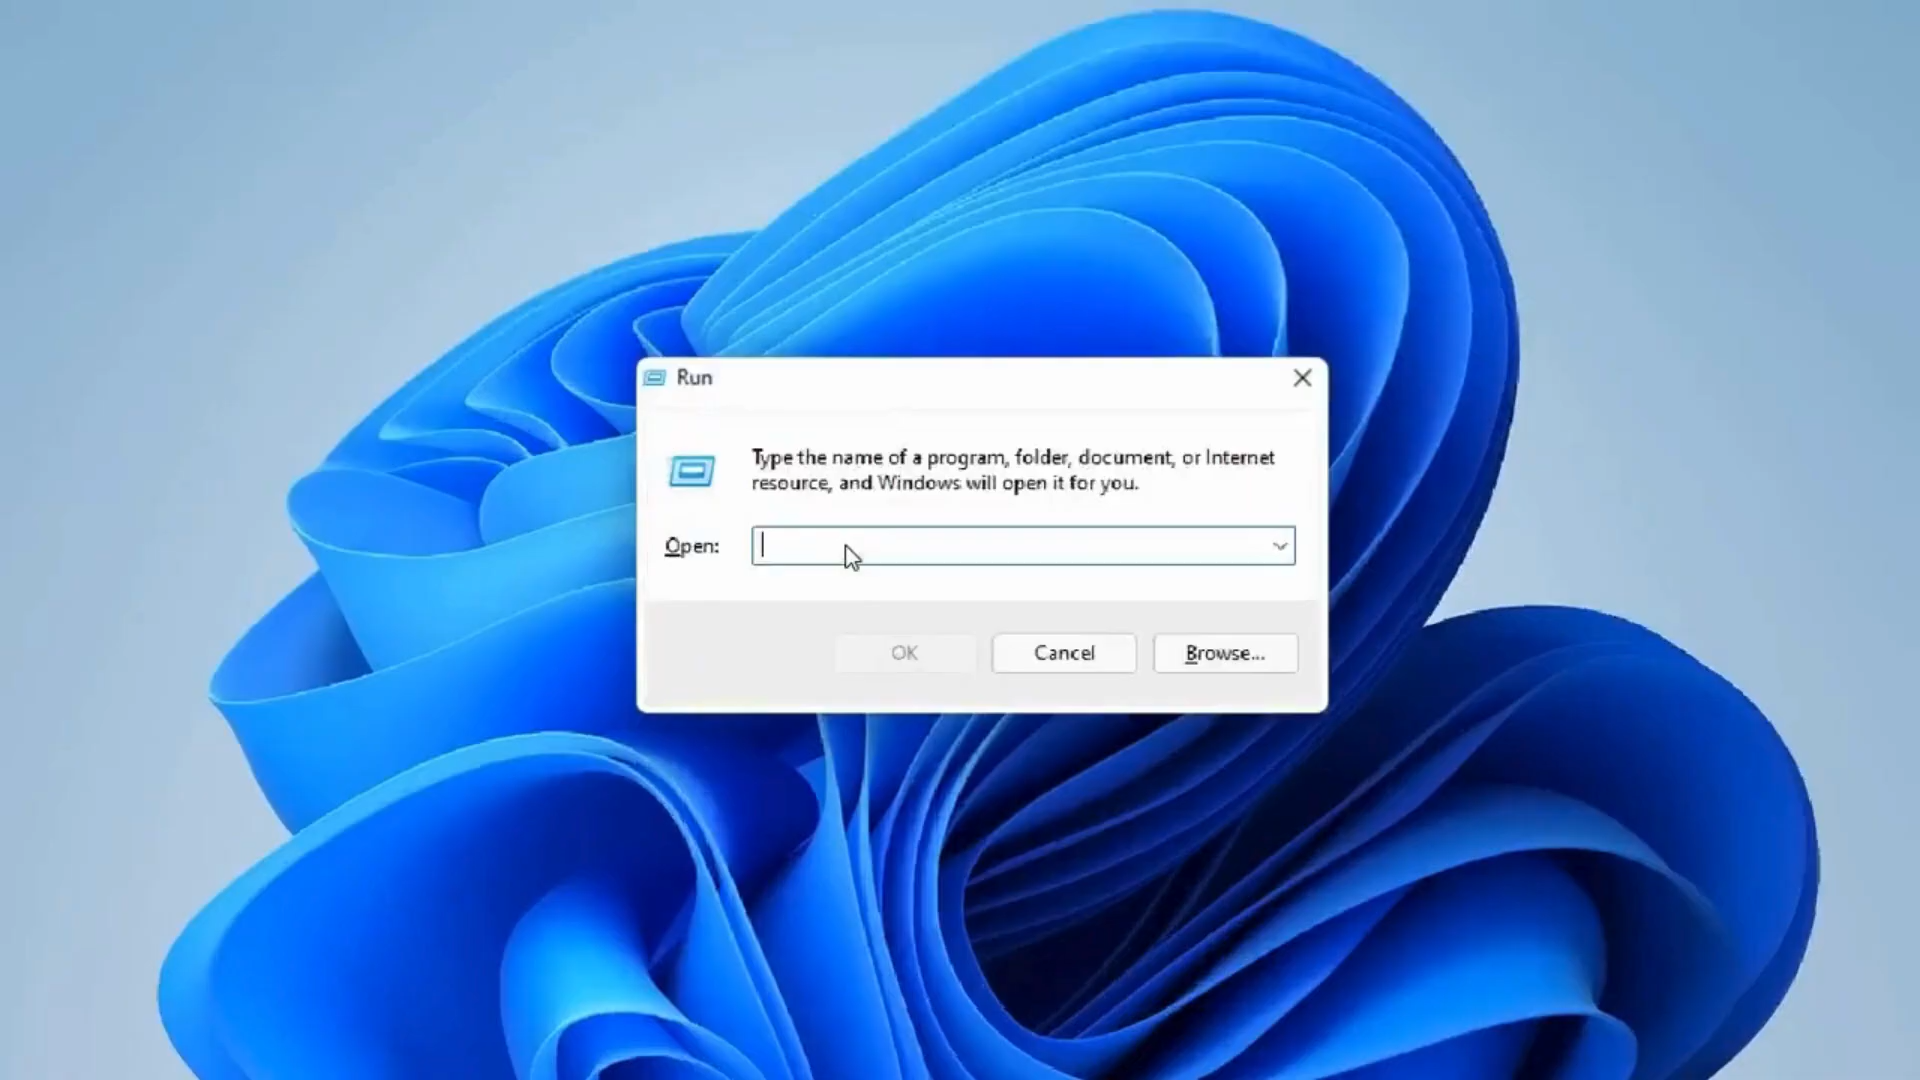 Run
Type the name of a program, folder, document, or Internet
resource, and Windows will open it for you.
Open:
OK
Cancel
Browse...